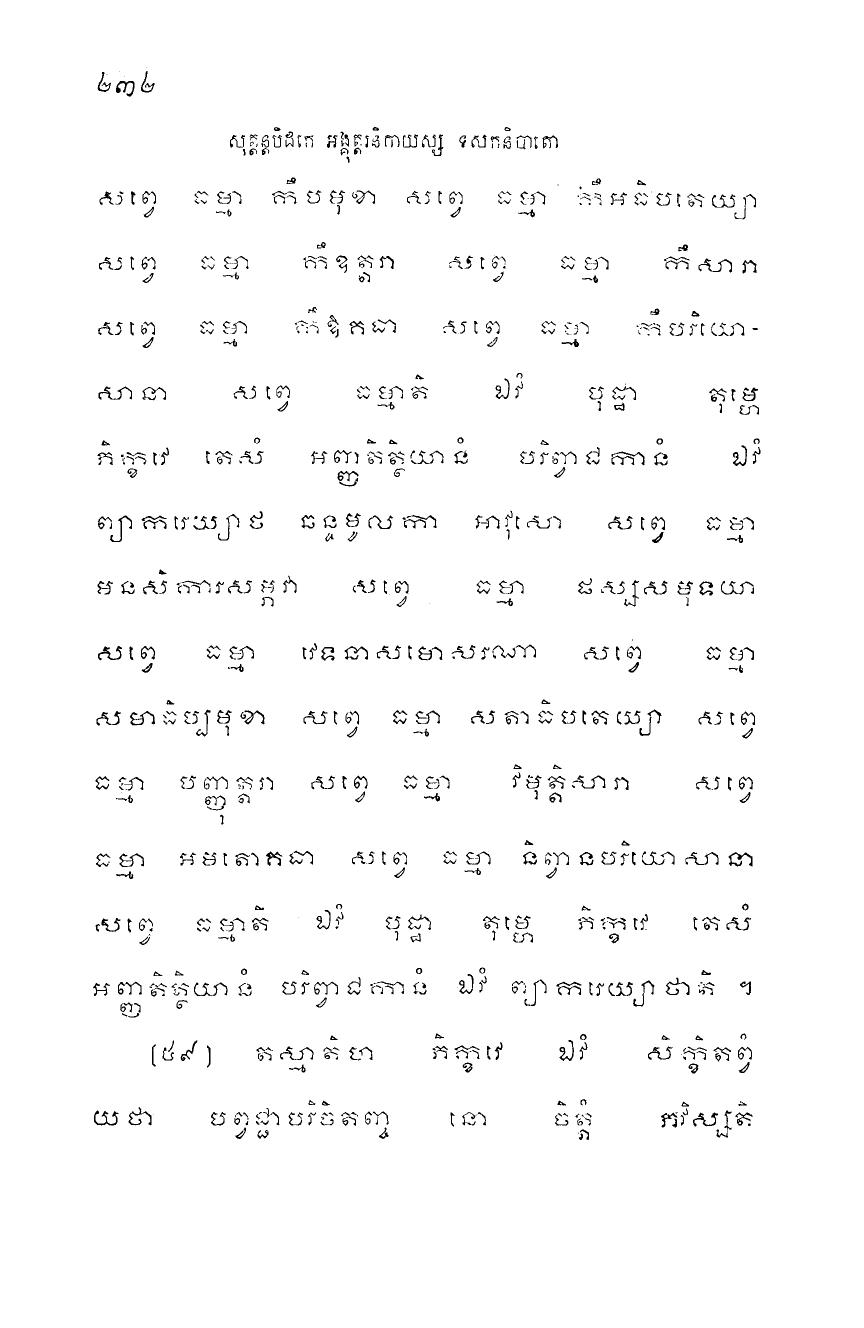 ២៣២
សុត្តន្តបិដកេ អង្គុត្តរនិកាយស្ស ទសកនិបាតោ
សព្វេ ធម្មា កឹបមុខា សព្វេ ធម្មា កឹអធិបតេយ្យា
សព្វេ ធម្មា កឹឧត្តរា សព្វេ ធម្មា កឹសារា
សព្វេ ធម្មា កឹឱគធា សព្វេ ធម្មា កឹបរិយោ-
សានា សព្វេ ធម្មាតិ ឯវំ បុដ្ឋា តុម្ហេ
ភិក្ខវេ តេសំ អញ្ញតិត្ថិយានំ បរិព្វាជកានំ ឯវំ
ព្យាករេយ្យាថ ឆន្ទមូលកា អាវុសោ សព្វេ ធម្មា
មនសិការសម្ភវា សព្វេ ធម្មា ផស្សសមុទយា
សព្វេ ធម្មា វេទនាសមោសរណា សព្វេ ធម្មា
សមាធិប្បមុខា សព្វេ ធម្មា សតាធិបតេយ្យា សព្វេ
ធម្មា បញ្ញុត្តរា សព្វេ ធម្មា វិមុត្តិសារា សព្វេ
ធម្មា អមតោគធា សព្វេ ធម្មា និព្វានបរិយោសានា
សព្វេ ធម្មាតិ ឯវំ បុដ្ឋា តុម្ហេ ភិក្ខវេ តេសំ
អញ្ញតិត្ថិយានំ បរិព្វាជកានំ ឯវំ ព្យាករេយ្យាថាតិ ។
(៥៩) តស្មាតិហ ភិក្ខវេ ឯវំ សិក្ខិតព្វំ
យថា បព្វជ្ជាបរិចិតញ្ច នោ ចិត្តំ ភវិស្សតិ